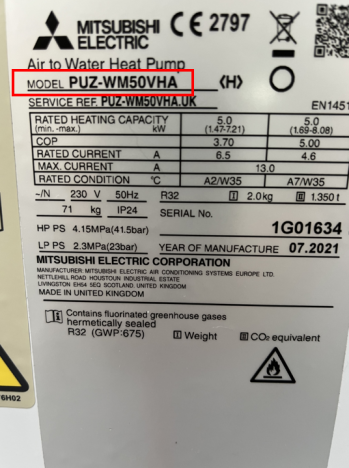 MITSUBISHI ELECTRIC CE 2797
Air to Water Heat Pump
MODEL PUZ-WM50VHA ⟨H⟩
SERVICE REF. PUZ-WM50VHA.UK EN1451
RATED HEATING CAPACITY (min.-max.) kW 5.0 (1.47-7.21) 5.0 (1.69-8.08)
COP 3.70 5.00
RATED CURRENT A 6.5 4.6
MAX. CURRENT A 13.0
RATED CONDITION °C A2/W35 A7/W35
~/N 230 V 50Hz R32 Ⅰ 2.0kg Ⅲ 1.350 t
71 kg IP24 SERIAL No.
HP PS 4.15MPa(41.5bar) 1G01634
LP PS 2.3MPa(23bar) YEAR OF MANUFACTURE 07.2021
MITSUBISHI ELECTRIC CORPORATION
MANUFACTURER: MITSUBISHI ELECTRIC AIR CONDITIONING SYSTEMS EUROPE LTD.
NETTLEHILL ROAD HOUSTOUN INDUSTRIAL ESTATE
LIVINGSTON EH54 5EQ SCOTLAND UNITED KINGDOM
MADE IN UNITED KINGDOM
Contains fluorinated greenhouse gases
hermetically sealed
R32 (GWP:675) Ⅰ Weight Ⅲ CO₂ equivalent
76H02